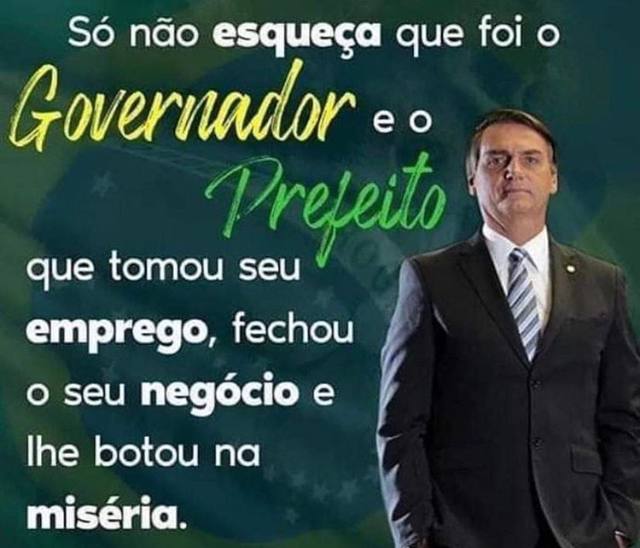 Só não esqueça que foi o
Governador e o
Prefeito
que tomou seu
emprego, fechou
o seu negócio e
lhe botou na
miséria.